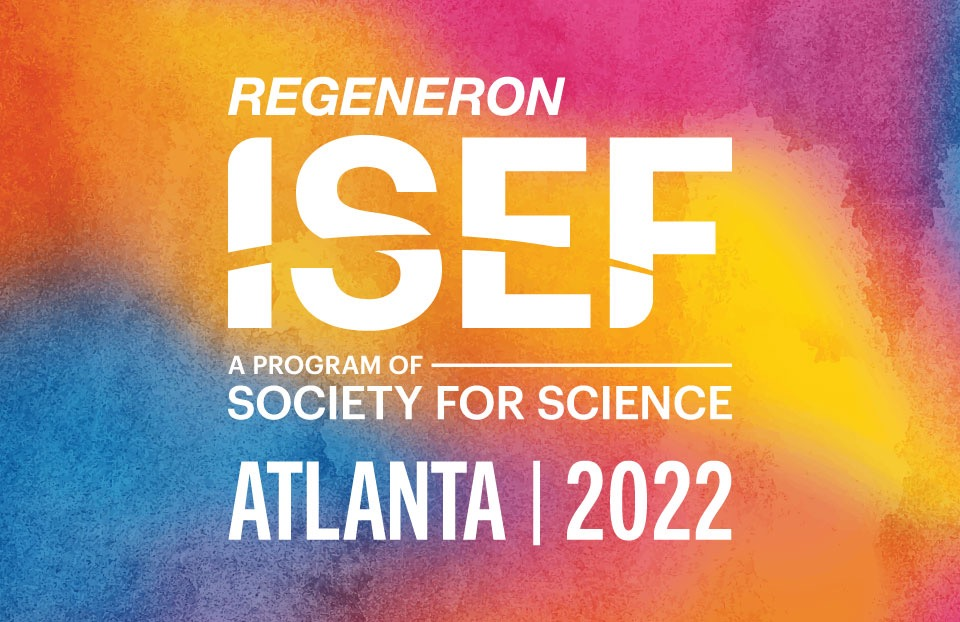 REGENERON
ISEF
A PROGRAM OF
SOCIETY FOR SCIENCE
ATLANTA | 2022